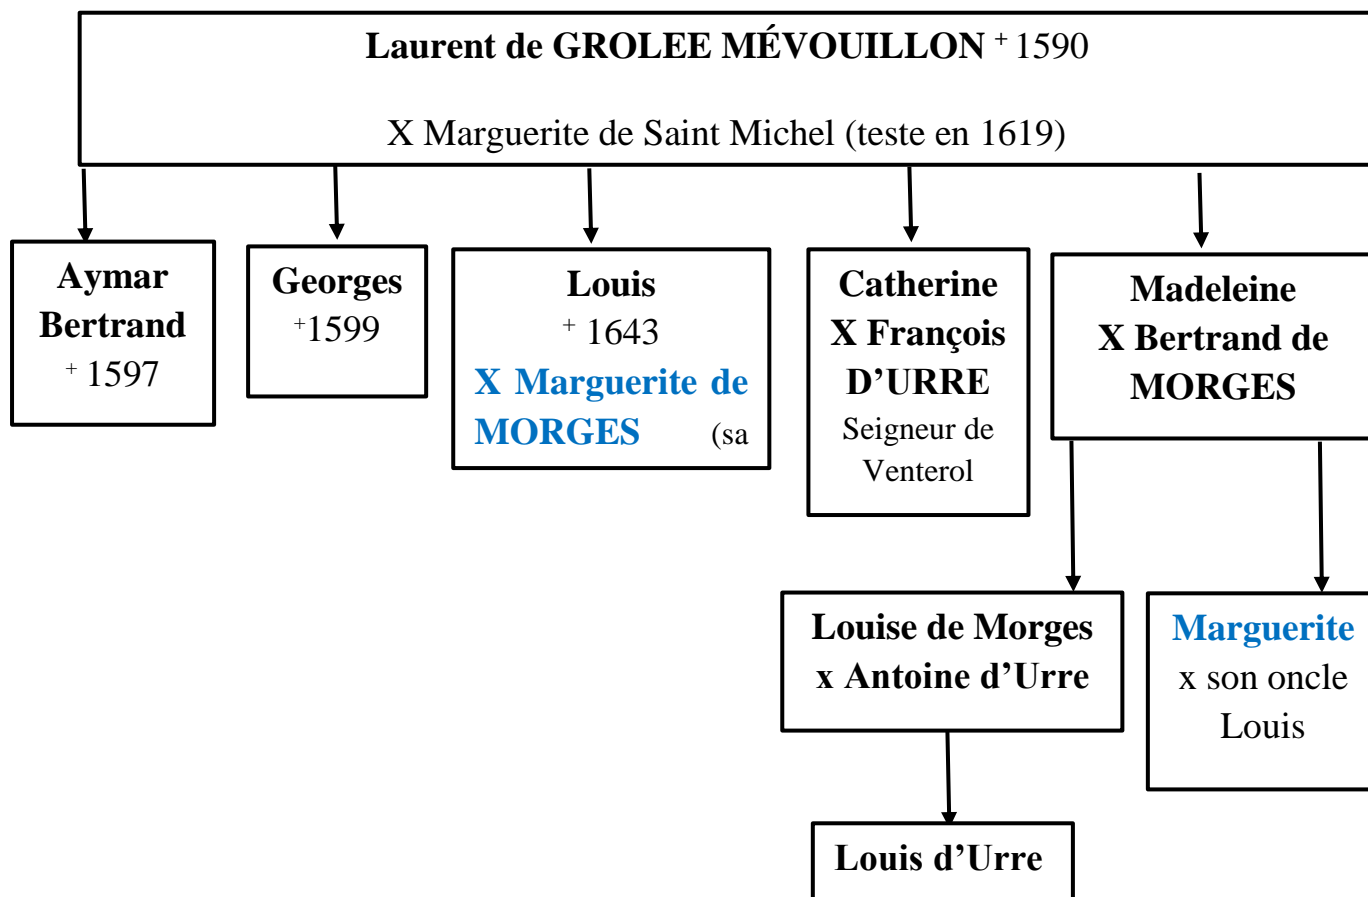 Laurent de GROLEE MÉVOUILLON + 1590
X Marguerite de Saint Michel (teste en 1619)
Aymar
Bertrand
+ 1597
Georges
+1599
Louis
+ 1643
X Marguerite de
MORGES (sa
Catherine
X François
D’URRE
Seigneur de
Venterol
Madeleine
X Bertrand de
MORGES
Louise de Morges
x Antoine d’Urre
Marguerite
x son oncle
Louis
Louis d’Urre